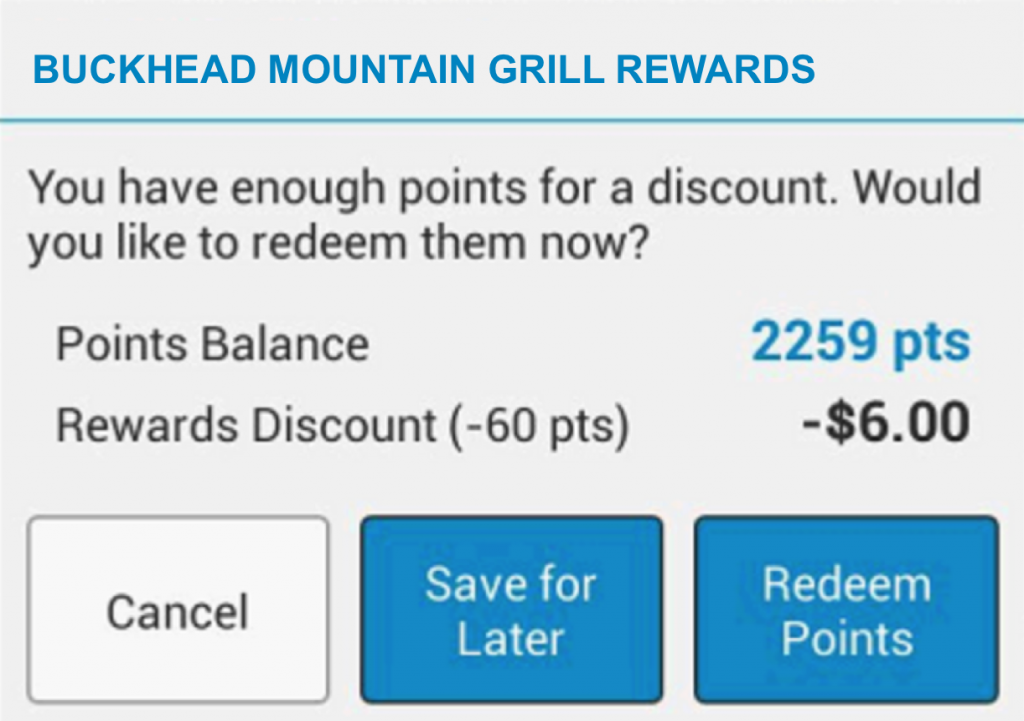 BUCKHEAD MOUNTAIN GRILL REWARDS
You have enough points for a discount. Would
you like to redeem them now?
Points Balance 2259 pts
Rewards Discount (-60 pts) -$6.00
Cancel
Save for
Later
Redeem
Points